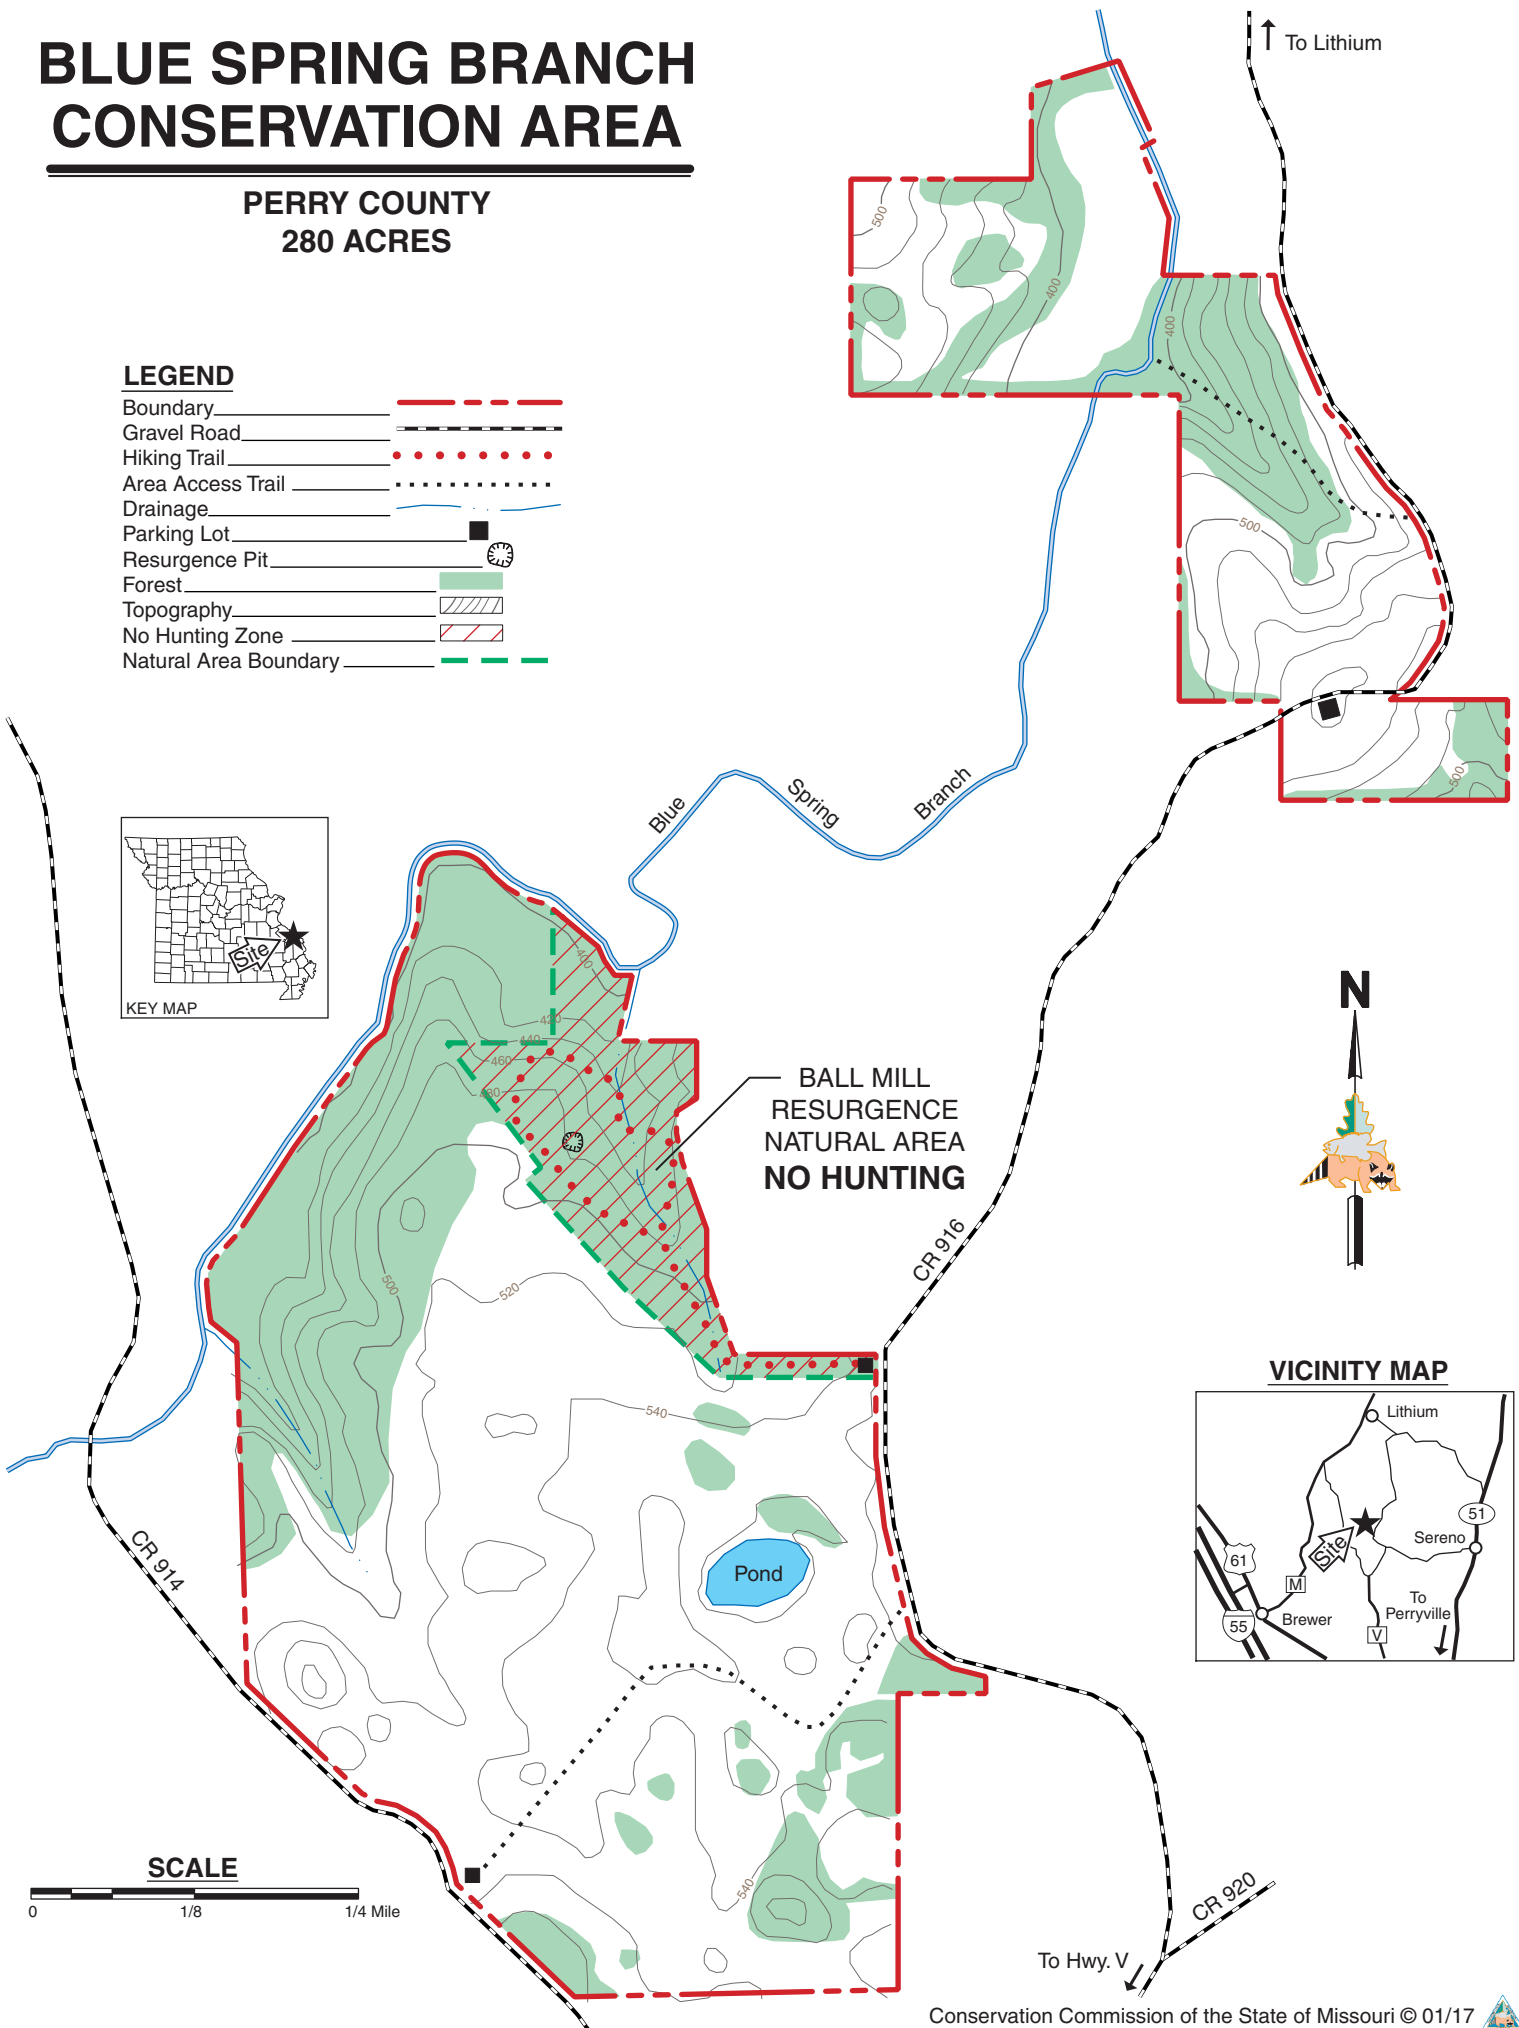 BLUE SPRING BRANCH
CONSERVATION AREA
PERRY COUNTY
280 ACRES
To Lithium
500
400
400
LEGEND
Boundary
Gravel Road
Hiking Trail
Area Access Trail
Drainage
Parking Lot
Resurgence Pit
Forest
Topography
No Hunting Zone
Natural Area Boundary
500
500
Blue
Spring
Branch
Site
KEY MAP
400
420
440
460
480
N
BALL MILL
RESURGENCE
NATURAL AREA
NO HUNTING
CR 916
500
520
540
VICINITY MAP
Lithium
51
Sereno
Site
61
M
To
Perryville
Brewer
55
V
CR 914
Pond
SCALE
0
1/8
1/4 Mile
540
CR 920
To Hwy. V
Conservation Commission of the State of Missouri © 01/17